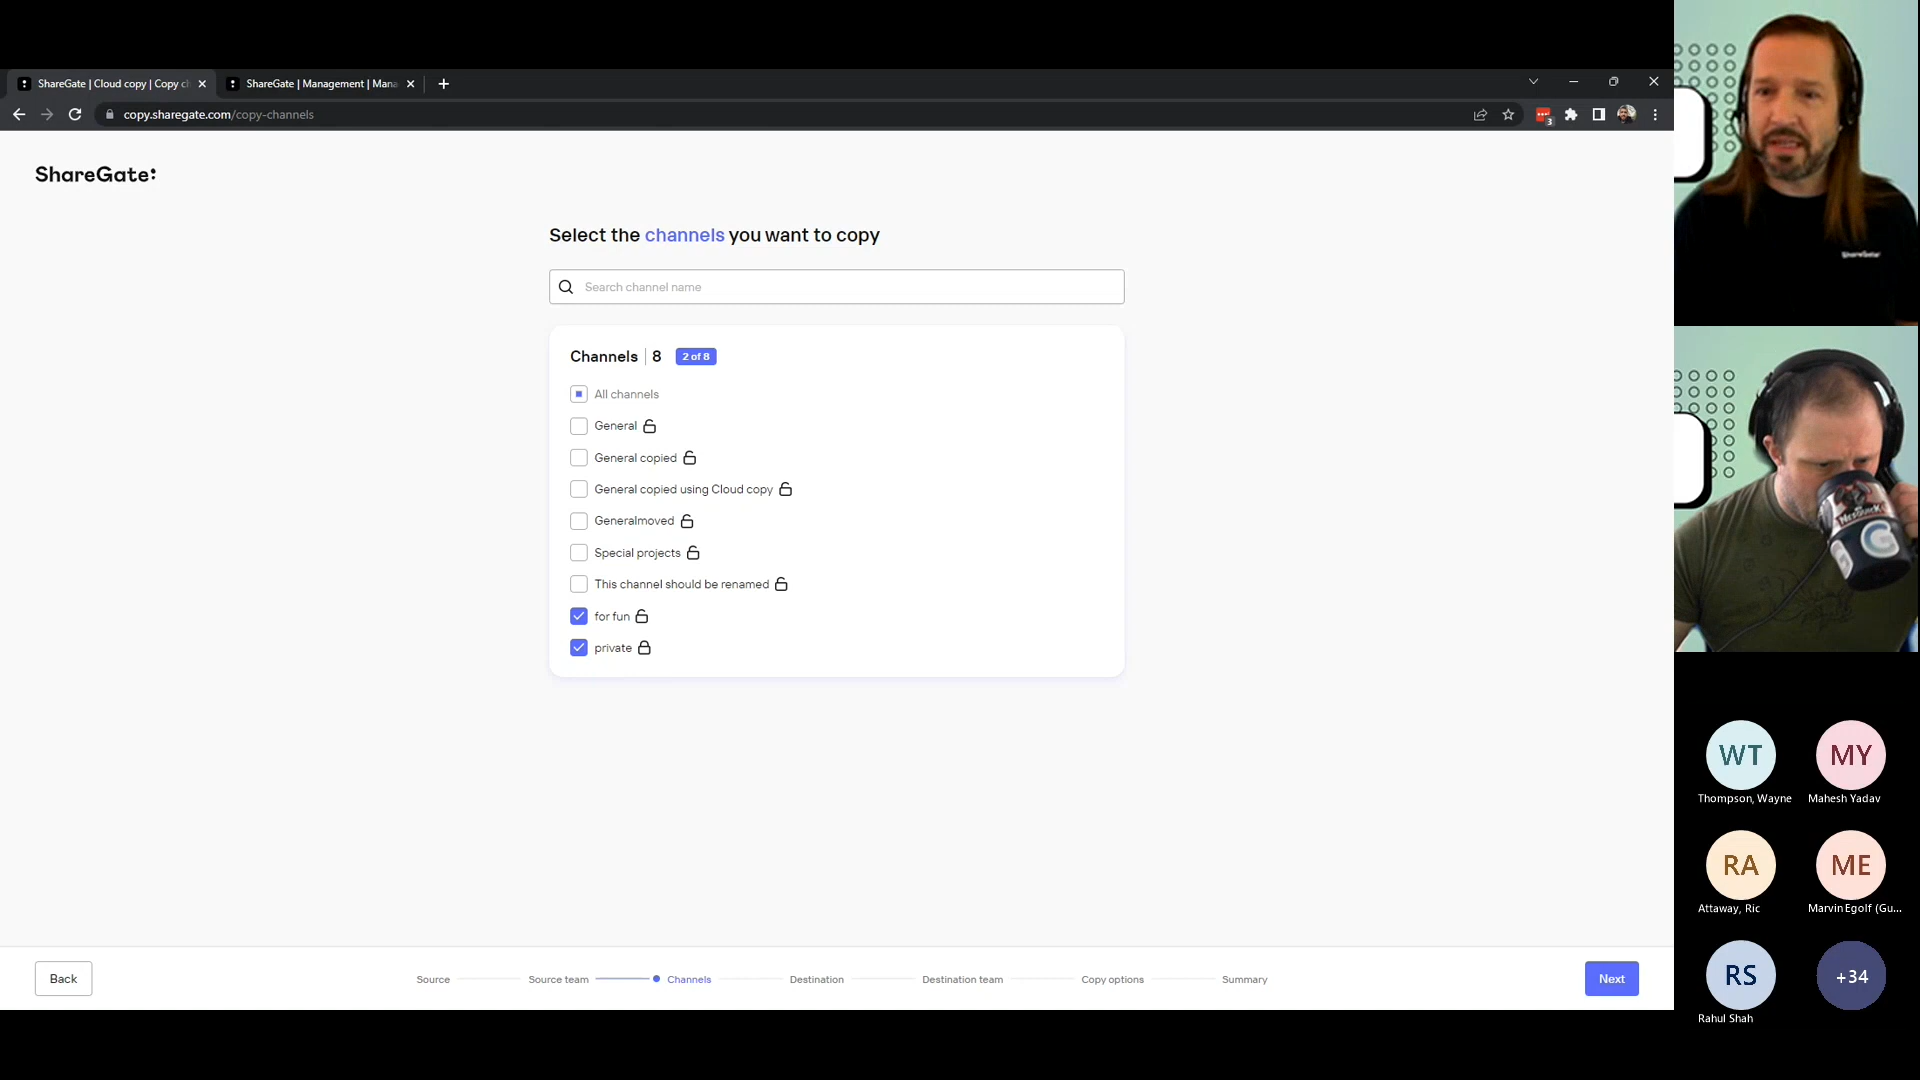 ShareGate | Cloud copy | Copy ch
ShareGate | Management | Mana
copy.sharegate.com/copy-channels
3
ShareGate:
Select the channels you want to copy
Search channel name
Channels | 8 2 of 8
All channels
General
General copied
General copied using Cloud copy
Generalmoved
Special projects
This channel should be renamed
for fun
private
Back
Source
Source team
Channels
Destination
Destination team
Copy options
Summary
Next
ShareGate:
WT
Thompson, Wayne
MY
Mahesh Yadav
RA
Attaway, Ric
ME
Marvin Egolf (Gu...
RS
Rahul Shah
+34